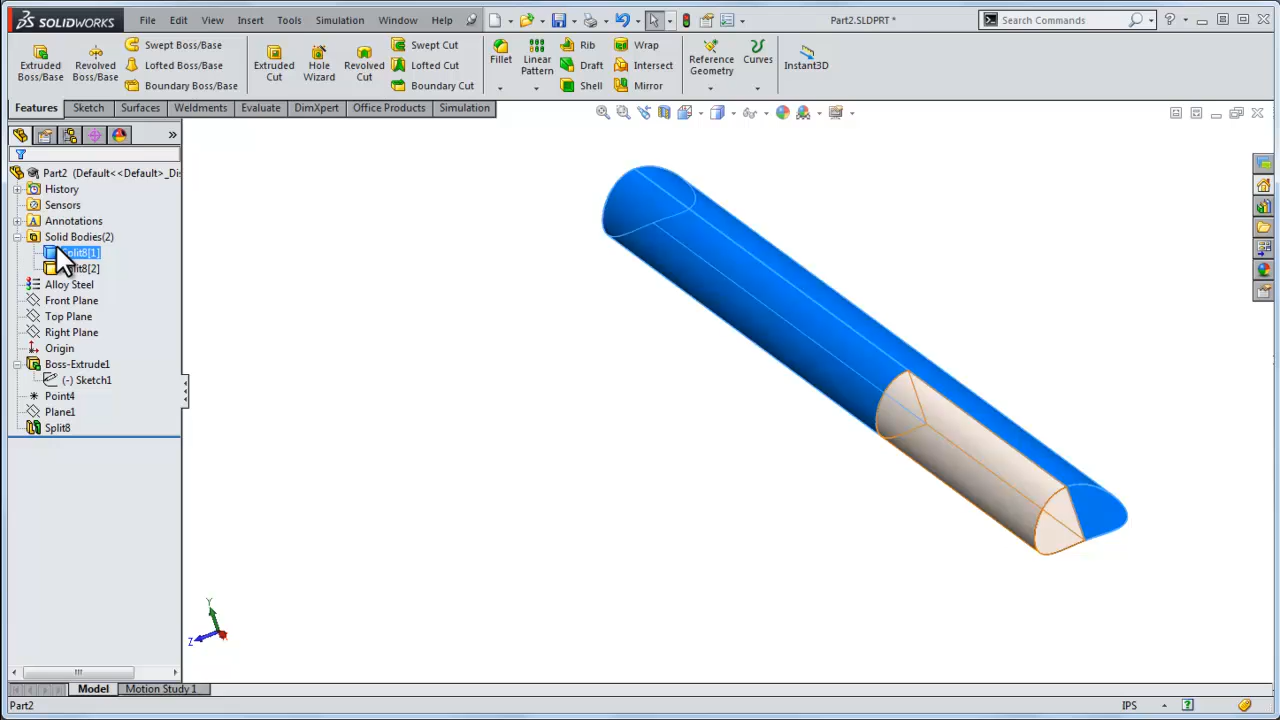 SOLIDWORKS File Edit View Insert Tools Simulation Window Help Part2.SLDPRT * Search Commands
Extruded Boss/Base Revolved Boss/Base Swept Boss/Base Lofted Boss/Base Boundary Boss/Base Extruded Cut Hole Wizard Revolved Cut Swept Cut Lofted Cut Boundary Cut Fillet Linear Pattern Rib Draft Shell Wrap Intersect Mirror Reference Geometry Curves Instant3D
Features Sketch Surfaces Weldments Evaluate DimXpert Office Products Simulation
Part2 (Default<<Default>_Di
History
Sensors
Annotations
Solid Bodies(2)
Split8[1]
Split8[2]
Alloy Steel
Front Plane
Top Plane
Right Plane
Origin
Boss-Extrude1
(-) Sketch1
Point4
Plane1
Split8
Y
Z
Model Motion Study 1
Part2 IPS